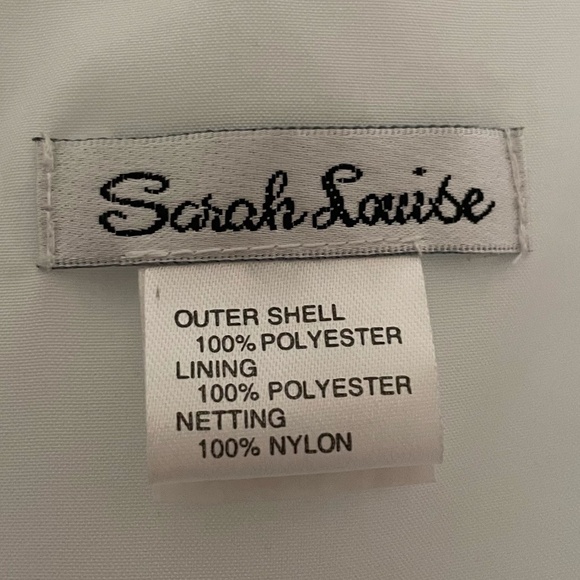 Sarah Louise
OUTER SHELL
100% POLYESTER
LINING
100% POLYESTER
NETTING
100% NYLON